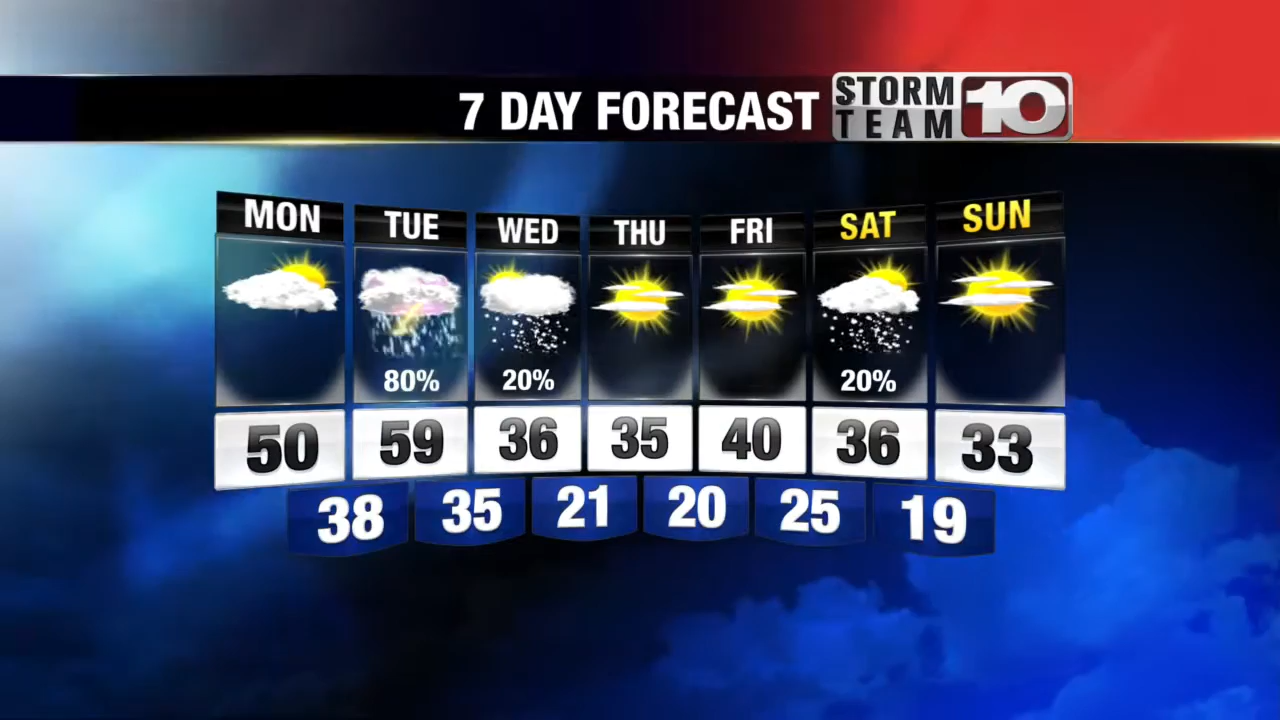 7 DAY FORECAST
STORM TEAM 10
MON TUE WED THU FRI SAT SUN
80% 20% 20%
50 59 36 35 40 36 33
38 35 21 20 25 19